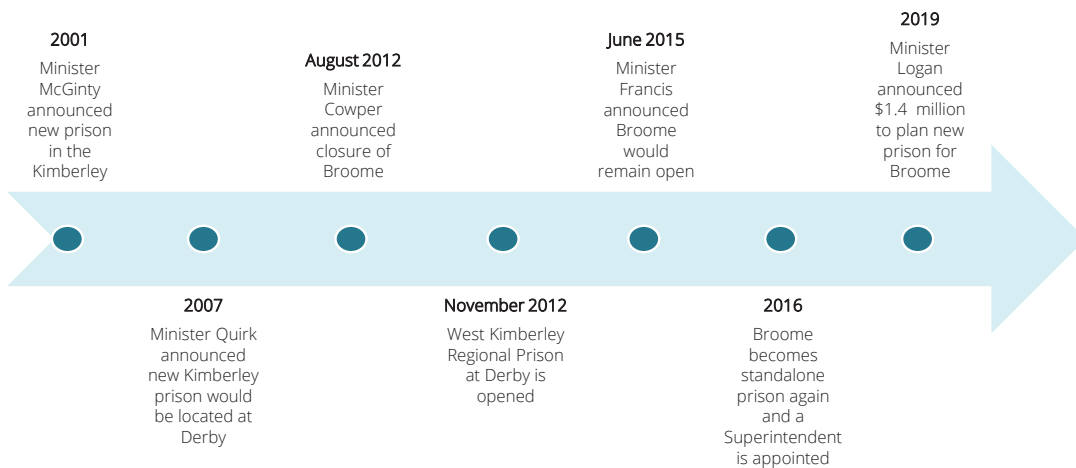 2001
Minister
McGinty
announced
new prison
in the
Kimberley
2007
Minister Quirk
announced
new Kimberley
prison would
be located at
Derby
August 2012
Minister
Cowper
announced
closure of
Broome
November 2012
West Kimberley
Regional Prison
at Derby is
opened
June 2015
Minister
Francis
announced
Broome
would
remain open
2016
Broome
becomes
standalone
prison again
and a
Superintendent
is appointed
2019
Minister
Logan
announced
$1.4 million
to plan new
prison for
Broome